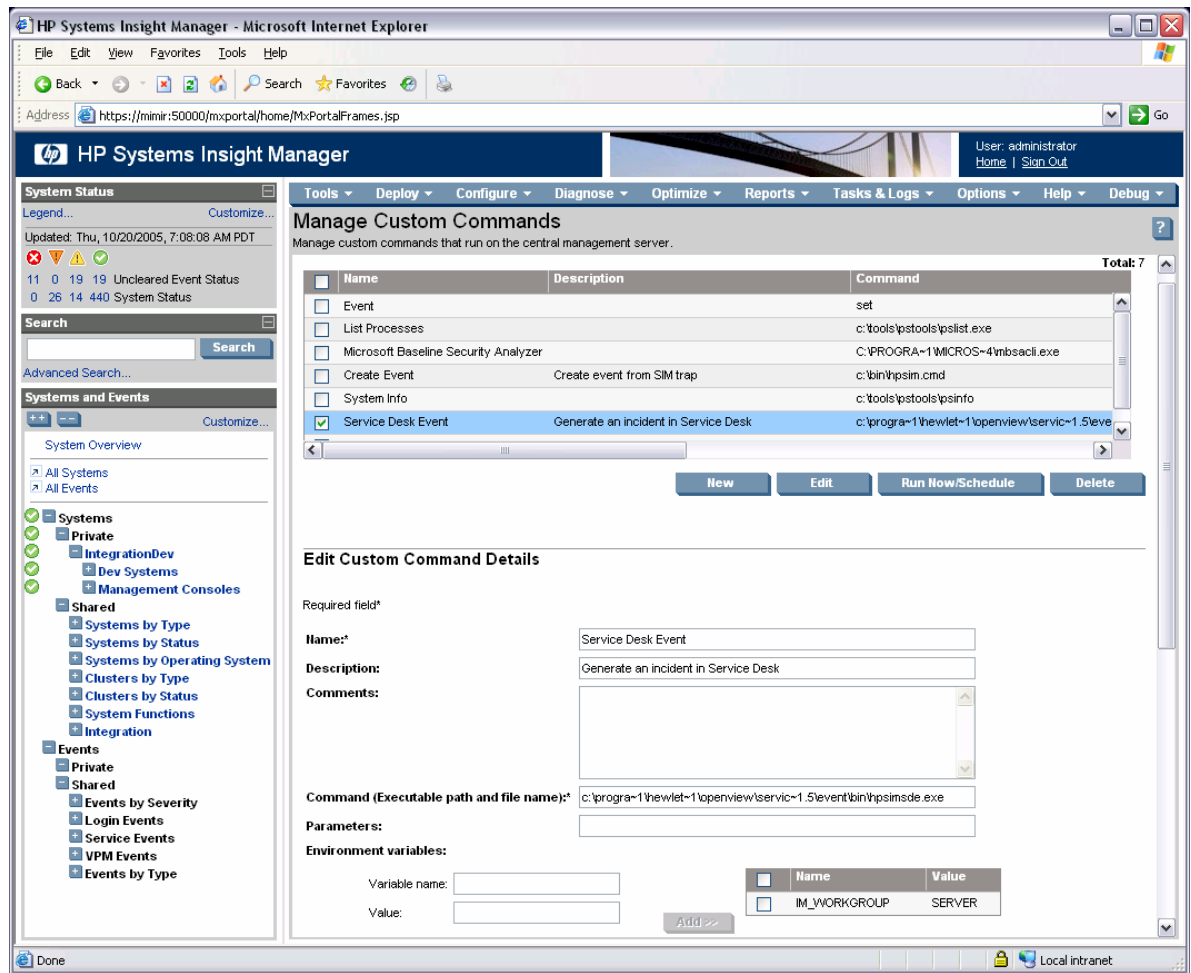 HP Systems Insight Manager - Microsoft Internet Explorer
File Edit View Favorites Tools Help
Back Search Favorites
Address https://mimir:50000/mxportal/home/MxPortalFrames.jsp Go
hp HP Systems Insight Manager
User: administrator
Home | Sign Out
System Status
Legend... Customize...
Updated: Thu, 10/20/2005, 7:08:08 AM PDT
11 0 19 19 Uncleared Event Status
0 26 14 440 System Status
Search
Search
Advanced Search...
Systems and Events
++ -- Customize...
System Overview
All Systems
All Events
Systems
Private
IntegrationDev
Dev Systems
Management Consoles
Shared
Systems by Type
Systems by Status
Systems by Operating System
Clusters by Type
Clusters by Status
System Functions
Integration
Events
Private
Shared
Events by Severity
Login Events
Service Events
VPM Events
Events by Type
Tools Deploy Configure Diagnose Optimize Reports Tasks & Logs Options Help Debug
Manage Custom Commands
?
Manage custom commands that run on the central management server.
Total: 7
Name Description Command
Event set
List Processes c:\tools\pstools\pslist.exe
Microsoft Baseline Security Analyzer C:\PROGRA~1\MICROS~4\mbsacli.exe
Create Event Create event from SIM trap c:\bin\hpsim.cmd
System Info c:\tools\pstools\psinfo
Service Desk Event Generate an incident in Service Desk c:\progra~1\hewlet~1\openview\servic~1.5\eve
New Edit Run Now/Schedule Delete
Edit Custom Command Details
Required field*
Name:* Service Desk Event
Description: Generate an incident in Service Desk
Comments:
Command (Executable path and file name):* c:\progra~1\hewlet~1\openview\servic~1.5\event\bin\hpsimsde.exe
Parameters:
Environment variables:
Variable name:
Value:
Add >>
Name Value
IM_WORKGROUP SERVER
Done Local intranet